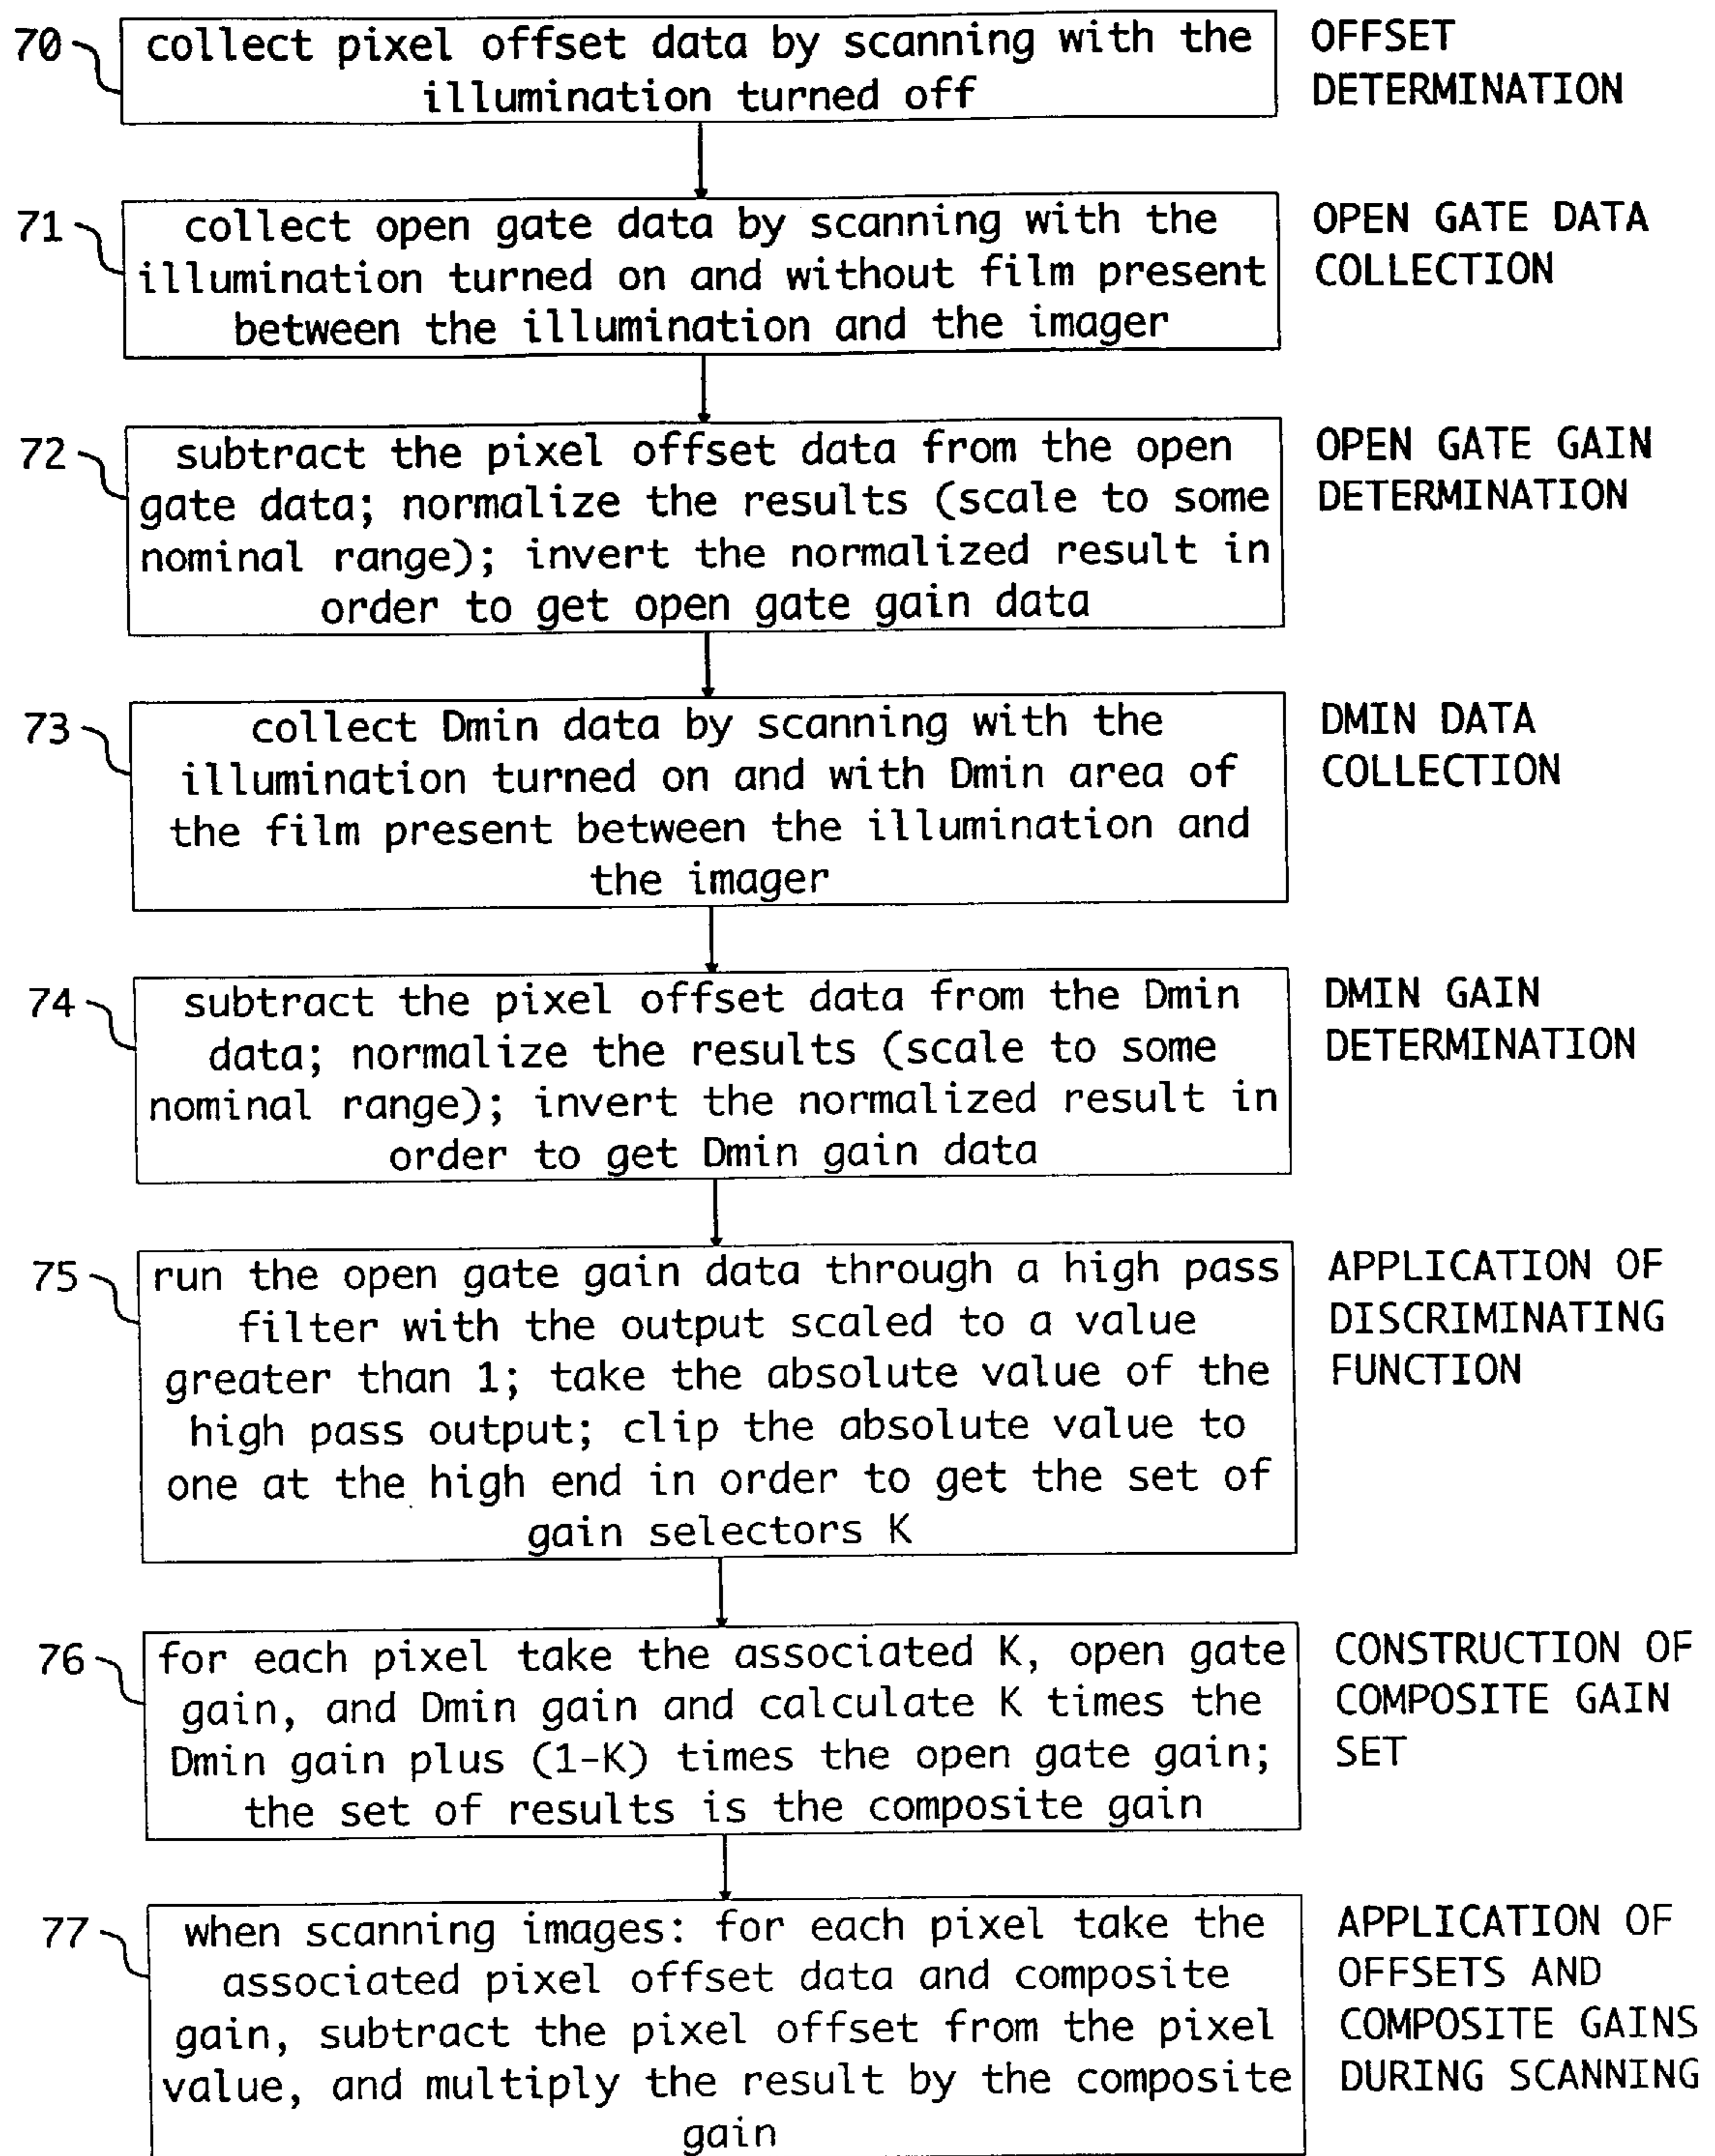 70
collect pixel offset data by scanning with the
illumination turned off
OFFSET
DETERMINATION
71
collect open gate data by scanning with the
illumination turned on and without film present
between the illumination and the imager
OPEN GATE DATA
COLLECTION
72
subtract the pixel offset data from the open
gate data; normalize the results (scale to some
nominal range); invert the normalized result in
order to get open gate gain data
OPEN GATE GAIN
DETERMINATION
73
collect Dmin data by scanning with the
illumination turned on and with Dmin area of
the film present between the illumination and
the imager
DMIN DATA
COLLECTION
74
subtract the pixel offset data from the Dmin
data; normalize the results (scale to some
nominal range); invert the normalized result in
order to get Dmin gain data
DMIN GAIN
DETERMINATION
75
run the open gate gain data through a high pass
filter with the output scaled to a value
greater than 1; take the absolute value of the
high pass output; clip the absolute value to
one at the high end in order to get the set of
gain selectors K
APPLICATION OF
DISCRIMINATING
FUNCTION
76
for each pixel take the associated K, open gate
gain, and Dmin gain and calculate K times the
Dmin gain plus (1-K) times the open gate gain;
the set of results is the composite gain
CONSTRUCTION OF
COMPOSITE GAIN
SET
77
when scanning images: for each pixel take the
associated pixel offset data and composite
gain, subtract the pixel offset from the pixel
value, and multiply the result by the composite
gain
APPLICATION OF
OFFSETS AND
COMPOSITE GAINS
DURING SCANNING